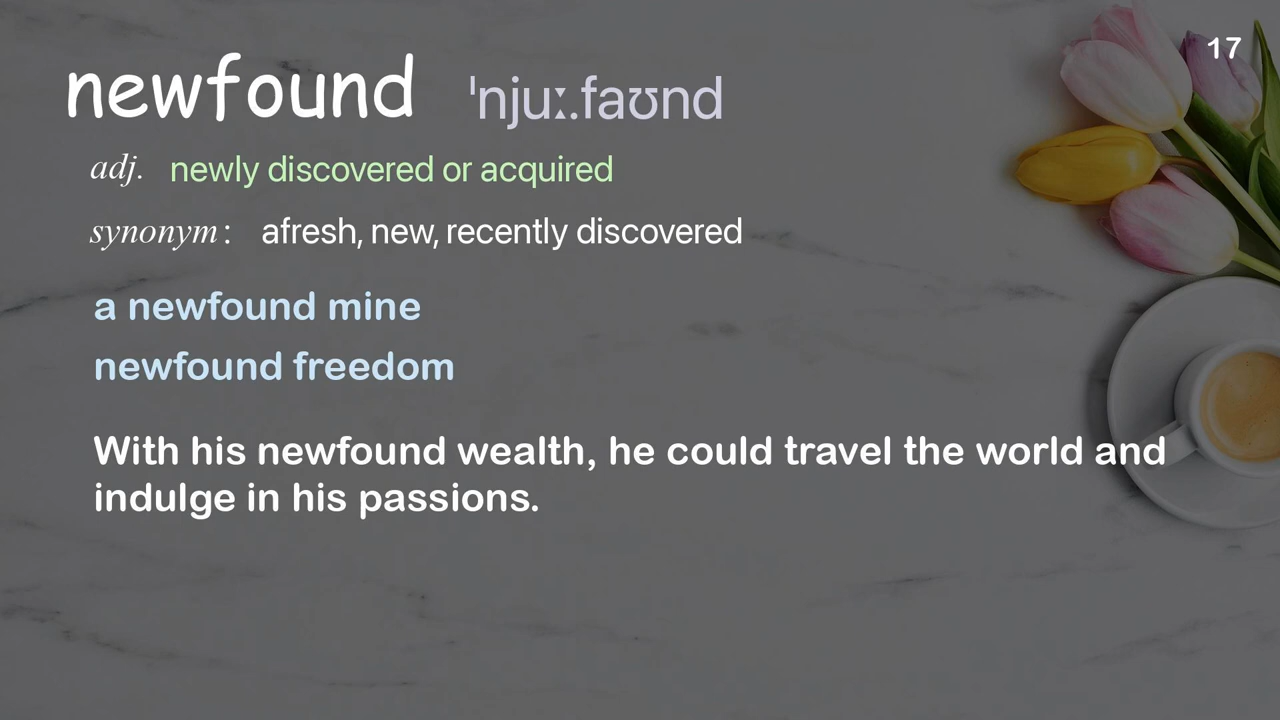 17
newfound ˈnjuː.faʊnd
adj. newly discovered or acquired
synonym: afresh, new, recently discovered
a newfound mine
newfound freedom
With his newfound wealth, he could travel the world and
indulge in his passions.